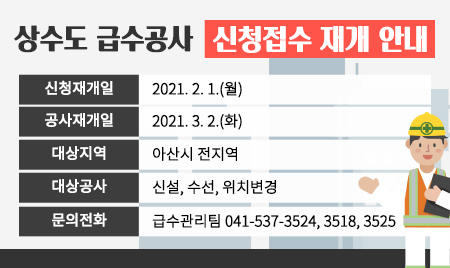 상수도 급수공사 신청접수 재개 안내
신청재개일 2021. 2. 1.(월)
공사재개일 2021. 3. 2.(화)
대상지역 아산시 전지역
대상공사 신설, 수선, 위치변경
문의전화 급수관리팀 041-537-3524, 3518, 3525